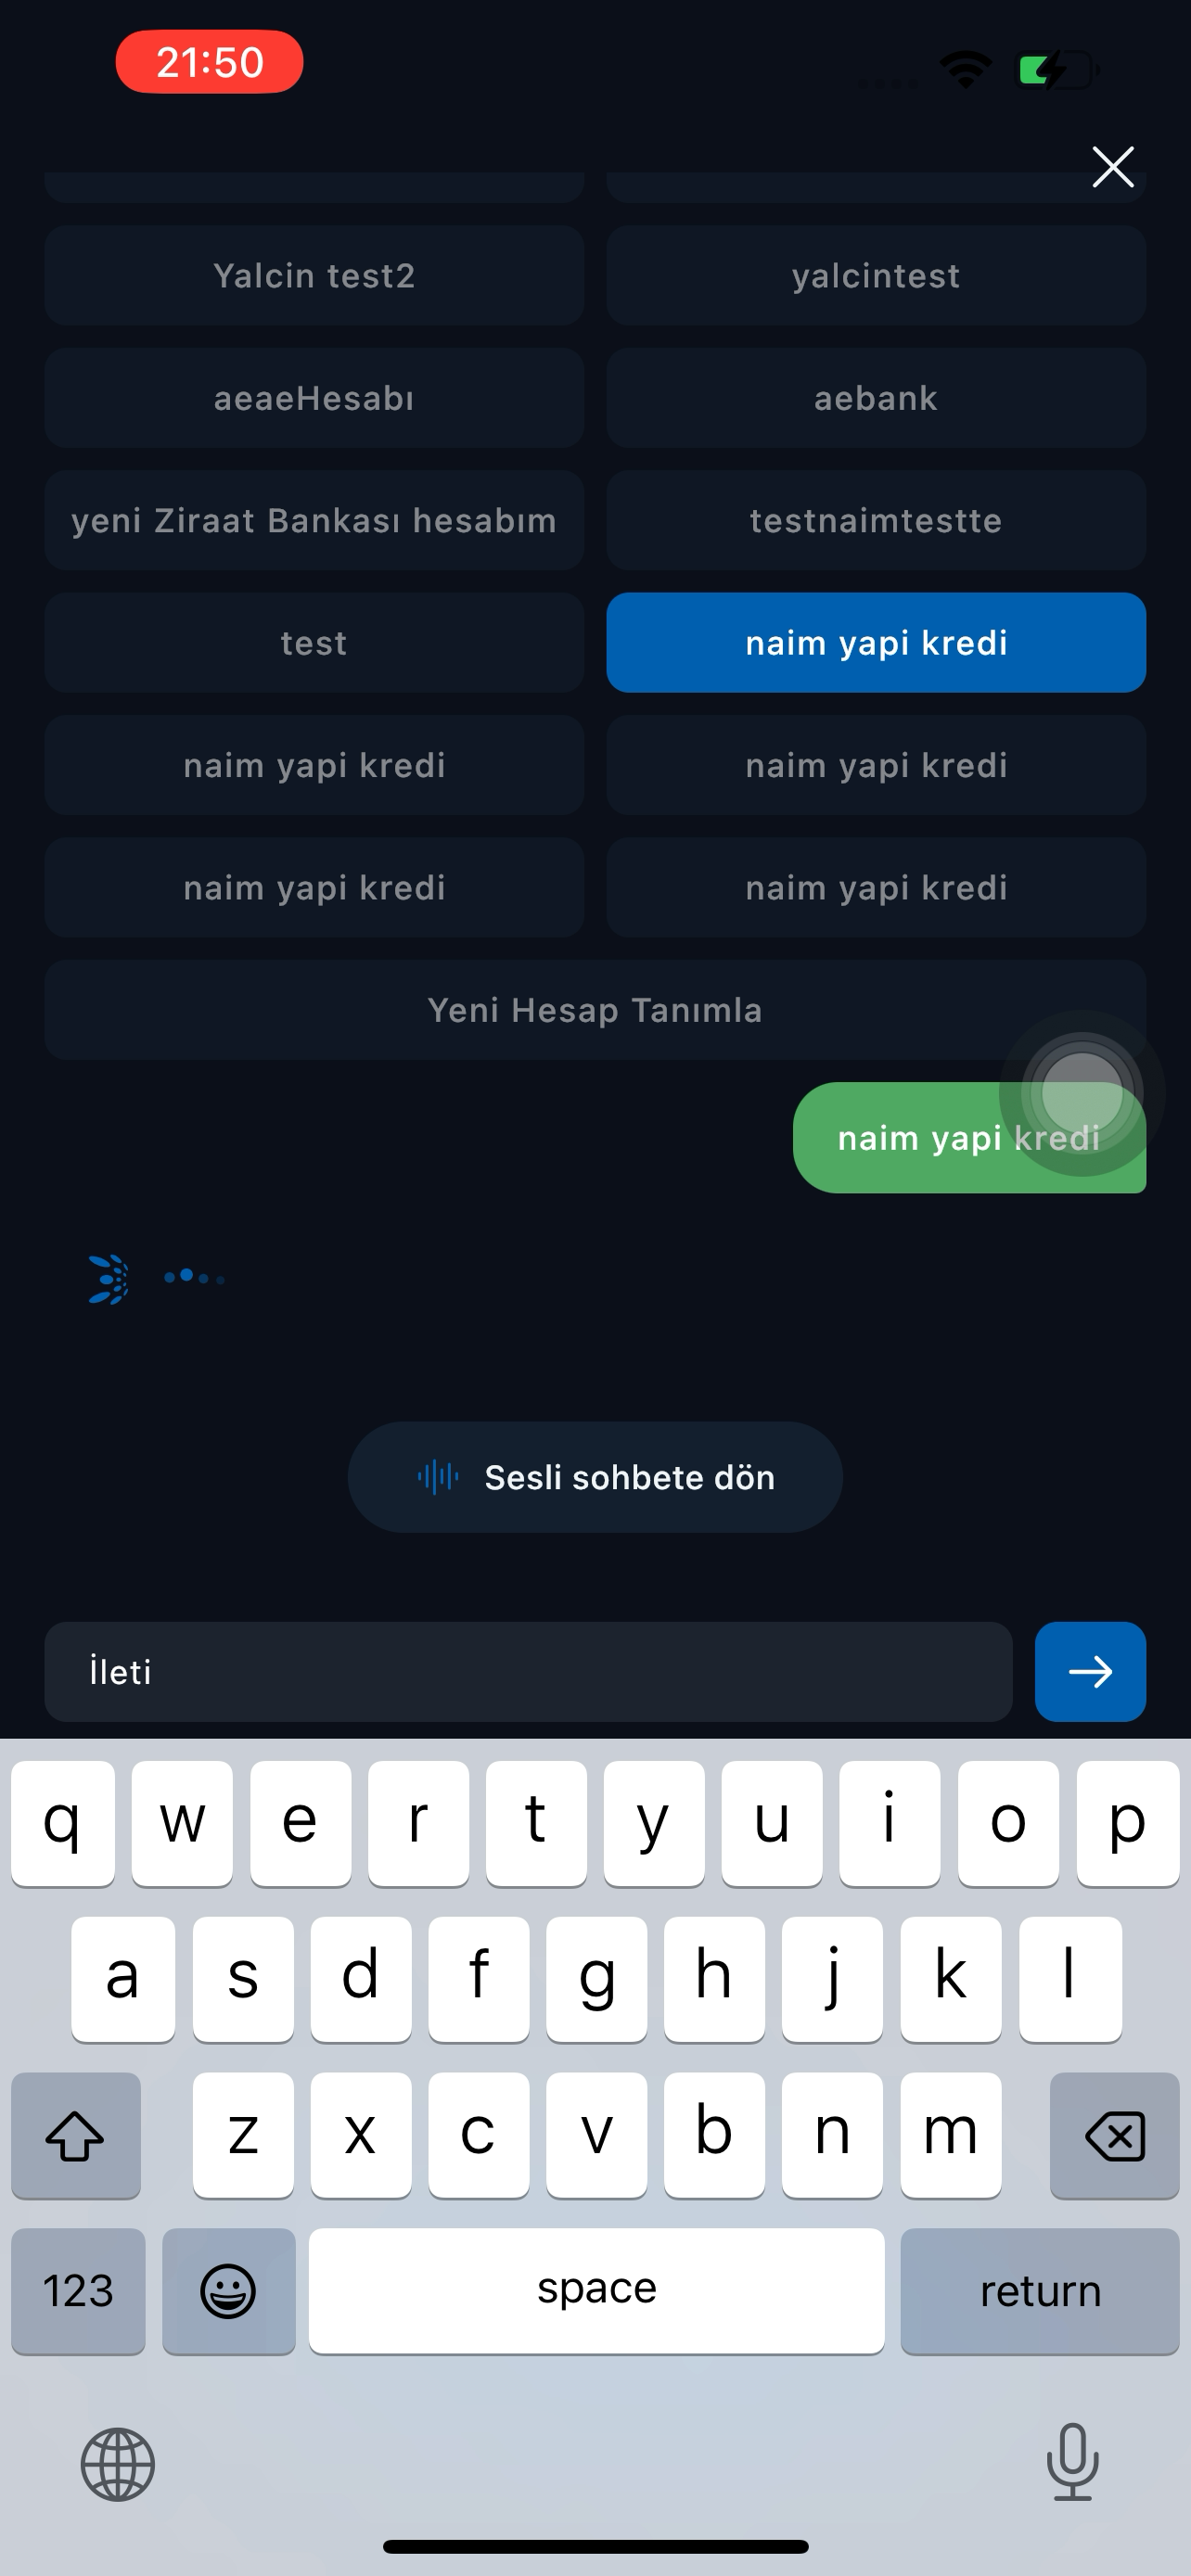 21:50
Yalcin test2
yalcintest
aeaeHesabı
aebank
yeni Ziraat Bankası hesabım
testnaimtestte
test
naim yapi kredi
naim yapi kredi
naim yapi kredi
naim yapi kredi
naim yapi kredi
Yeni Hesap Tanımla
naim yapi kredi
Sesli sohbete dön
İleti
q w e r t y u i o p
a s d f g h j k l
z x c v b n m
123 space return